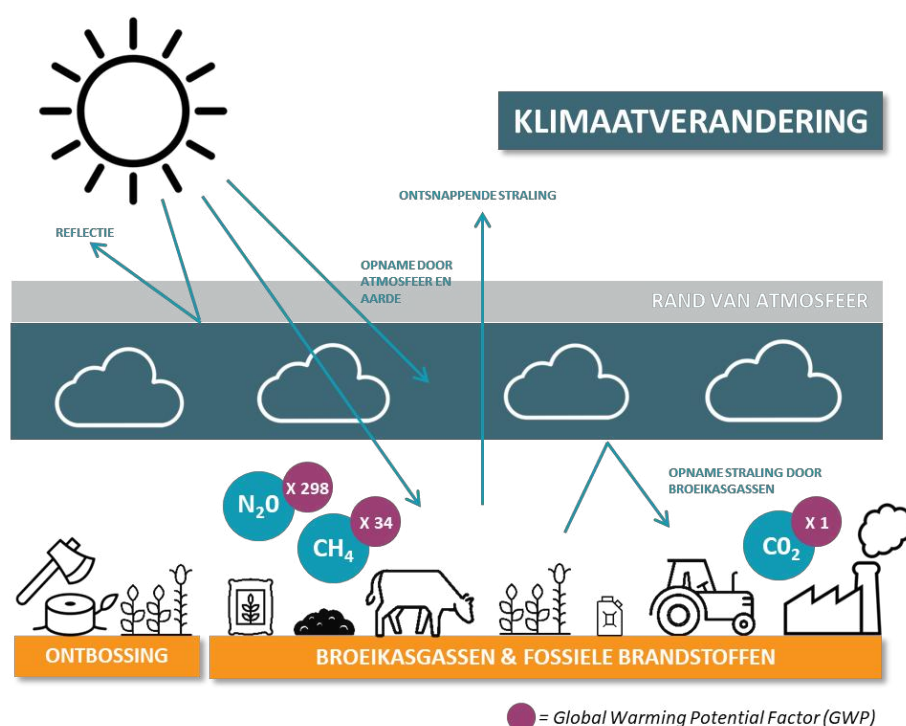 KLIMAATVERANDERING
ONTSNAPPENDE STRALING
REFLECTIE
OPNAME DOOR
ATMOSFEER EN
AARDE
RAND VAN ATMOSFEER
OPNAME STRALING DOOR
BROEIKASGASSEN
N₂0
X 298
CH₄
X 34
C0₂
X 1
ONTBOSSING
BROEIKASGASSEN & FOSSIELE BRANDSTOFFEN
= Global Warming Potential Factor (GWP)